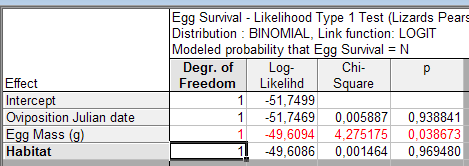 Egg Survival - Likelihood Type 1 Test (Lizards Pears
Distribution : BINOMIAL, Link function: LOGIT
Modeled probability that Egg Survival = N
Effect Degr. of Freedom Log-Likelihd Chi-Square p
Intercept 1 -51,7499
Oviposition Julian date 1 -51,7469 0,005887 0,938841
Egg Mass (g) 1 -49,6094 4,275175 0,038673
Habitat 1 -49,6086 0,001464 0,969480